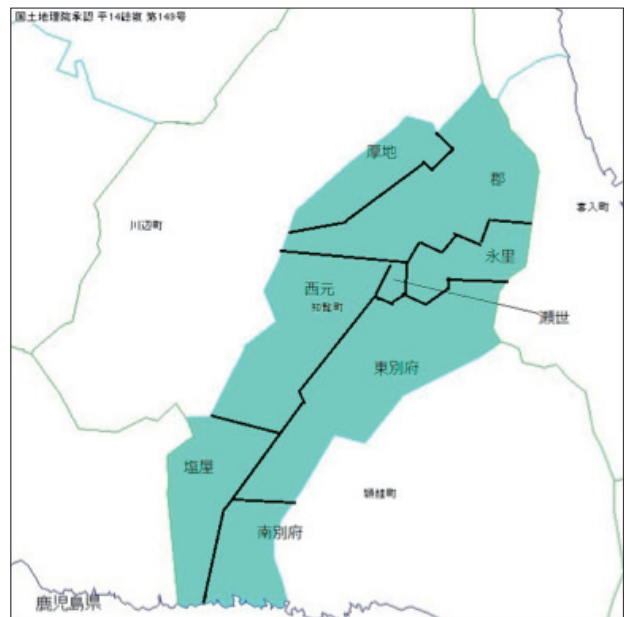 国土地理院承認 平14総複 第149号
厚地
郡
喜入町
川辺町
永里
西元
知覧町
瀬世
東別府
塩屋
頴娃町
南別府
鹿児島県